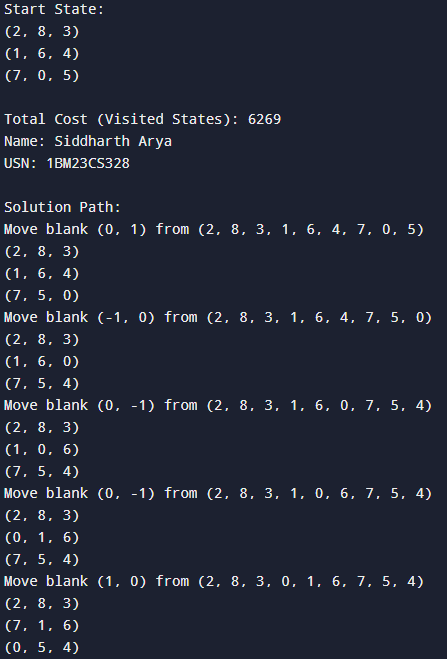 Start State:
(2, 8, 3)
(1, 6, 4)
(7, 0, 5)
Total Cost (Visited States): 6269
Name: Siddharth Arya
USN: 1BM23CS328
Solution Path:
Move blank (0, 1) from (2, 8, 3, 1, 6, 4, 7, 0, 5)
(2, 8, 3)
(1, 6, 4)
(7, 5, 0)
Move blank (-1, 0) from (2, 8, 3, 1, 6, 4, 7, 5, 0)
(2, 8, 3)
(1, 6, 0)
(7, 5, 4)
Move blank (0, -1) from (2, 8, 3, 1, 6, 0, 7, 5, 4)
(2, 8, 3)
(1, 0, 6)
(7, 5, 4)
Move blank (0, -1) from (2, 8, 3, 1, 0, 6, 7, 5, 4)
(2, 8, 3)
(0, 1, 6)
(7, 5, 4)
Move blank (1, 0) from (2, 8, 3, 0, 1, 6, 7, 5, 4)
(2, 8, 3)
(7, 1, 6)
(0, 5, 4)